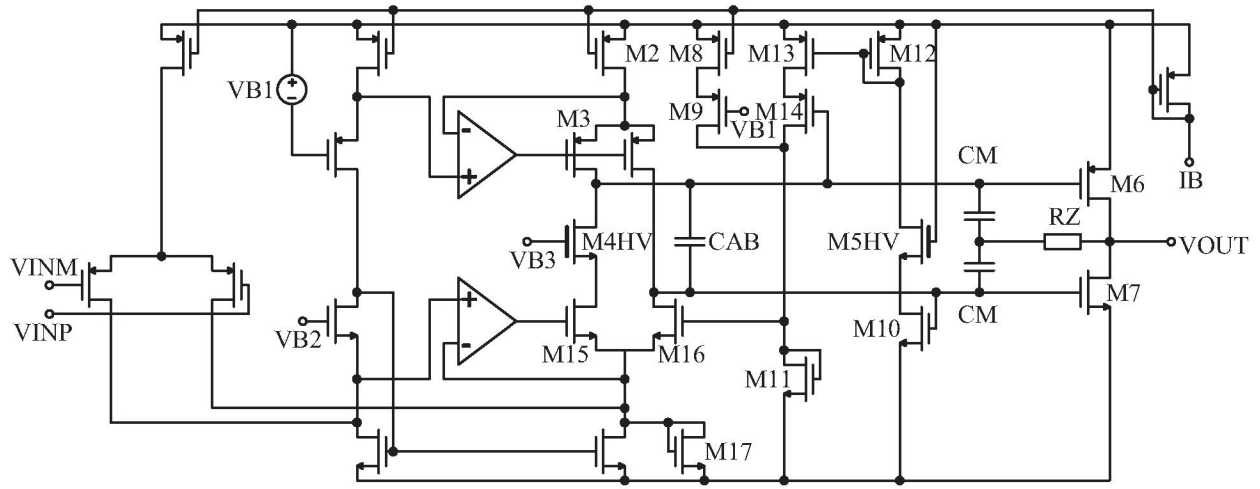 M2
M8
M13
M12
VB1
M3
M9
VB1
M14
CM
M6
IB
RZ
M4HV
CAB
M5HV
VOUT
VB3
VINM
VINP
VB2
M15
M16
M10
CM
M7
M11
M17